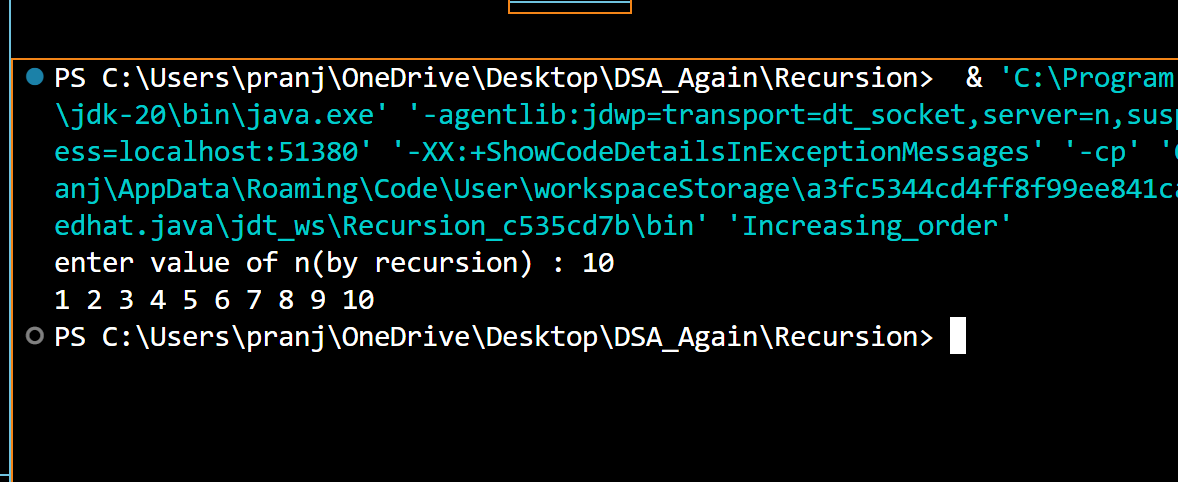 PS C:\Users\pranj\OneDrive\Desktop\DSA_Again\Recursion>  & 'C:\Program
\jdk-20\bin\java.exe' '-agentlib:jdwp=transport=dt_socket,server=n,susp
ess=localhost:51380' '-XX:+ShowCodeDetailsInExceptionMessages' '-cp' 'C
anj\AppData\Roaming\Code\User\workspaceStorage\a3fc5344cd4ff8f99ee841ca
edhat.java\jdt_ws\Recursion_c535cd7b\bin' 'Increasing_order'
enter value of n(by recursion) : 10
1 2 3 4 5 6 7 8 9 10
PS C:\Users\pranj\OneDrive\Desktop\DSA_Again\Recursion>